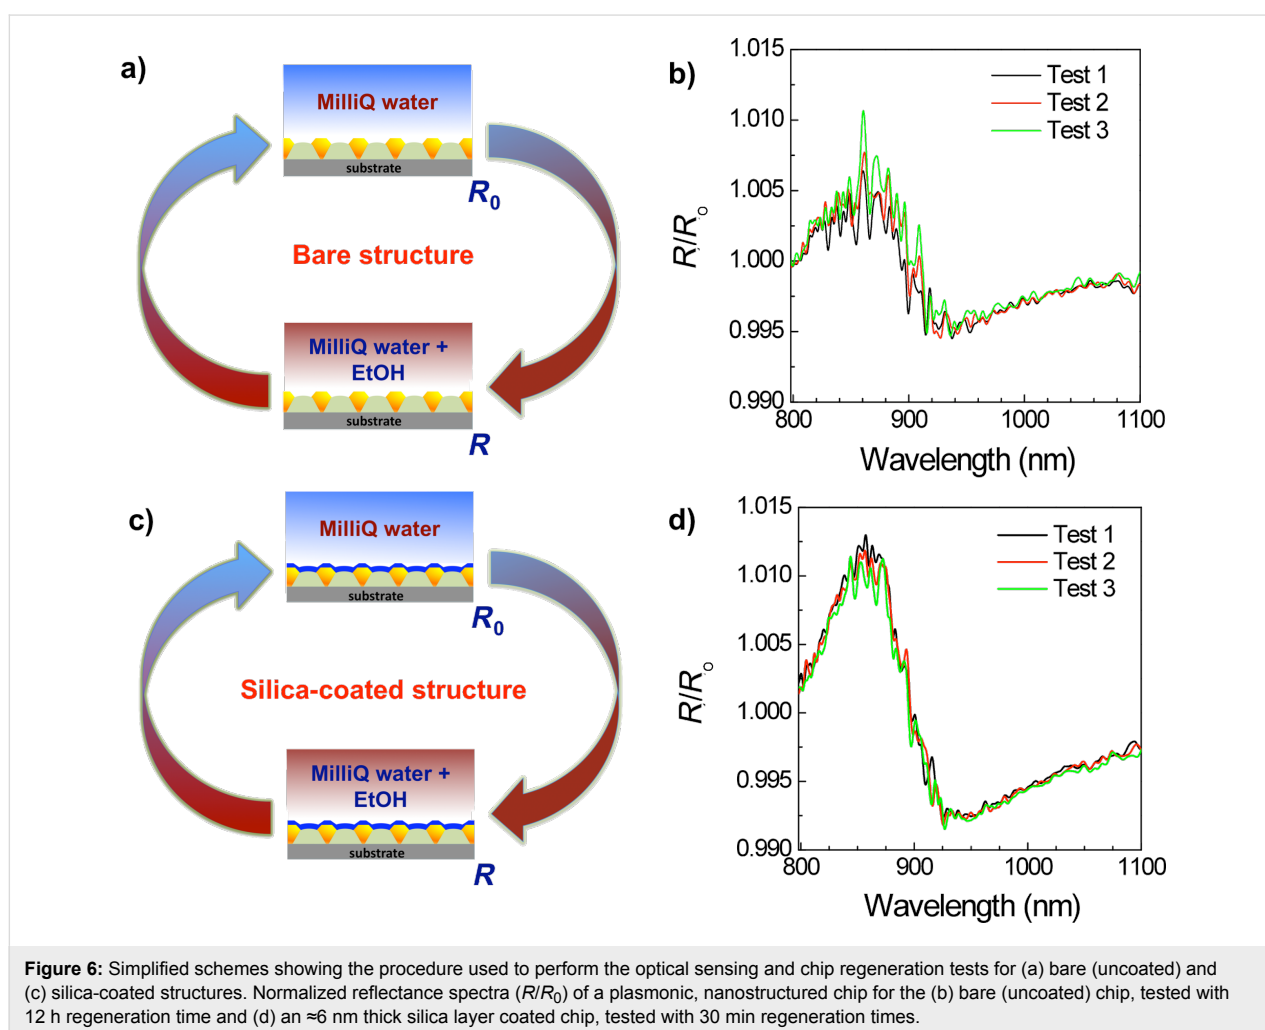 a)
MilliQ water
substrate
R0
Bare structure
MilliQ water +
EtOH
substrate
R
b)
1.015
1.010
1.005
1.000
0.995
0.990
R/Ro
Test 1
Test 2
Test 3
800
900
1000
1100
Wavelength (nm)
c)
MilliQ water
substrate
R0
Silica-coated structure
MilliQ water +
EtOH
substrate
R
d)
1.015
1.010
1.005
1.000
0.995
0.990
R/Ro
Test 1
Test 2
Test 3
800
900
1000
1100
Wavelength (nm)
Figure 6: Simplified schemes showing the procedure used to perform the optical sensing and chip regeneration tests for (a) bare (uncoated) and
(c) silica-coated structures. Normalized reflectance spectra (R/R0) of a plasmonic, nanostructured chip for the (b) bare (uncoated) chip, tested with
12 h regeneration time and (d) an ≈6 nm thick silica layer coated chip, tested with 30 min regeneration times.